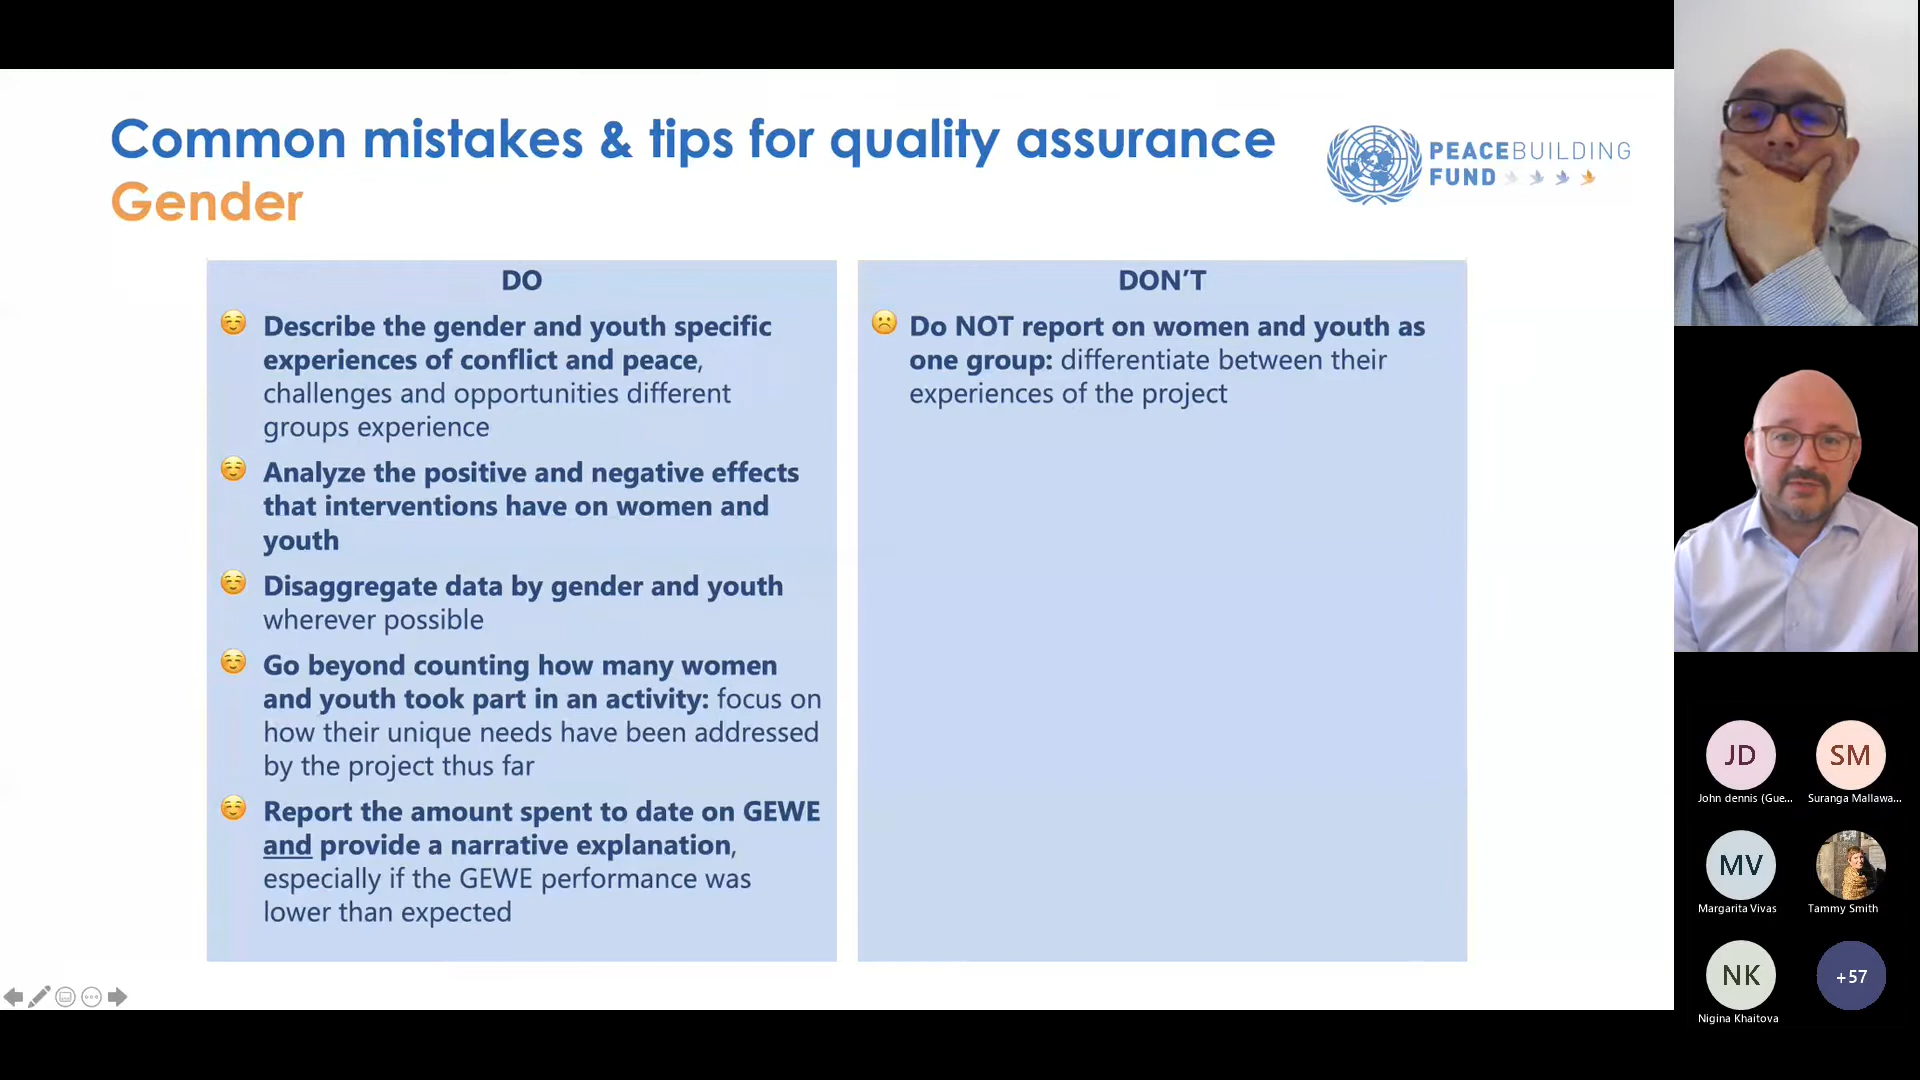 Common mistakes & tips for quality assurance
Gender
PEACEBUILDING
FUND
DO
Describe the gender and youth specific
experiences of conflict and peace,
challenges and opportunities different
groups experience
Analyze the positive and negative effects
that interventions have on women and
youth
Disaggregate data by gender and youth
wherever possible
Go beyond counting how many women
and youth took part in an activity: focus on
how their unique needs have been addressed
by the project thus far
Report the amount spent to date on GEWE
and provide a narrative explanation,
especially if the GEWE performance was
lower than expected
DON’T
Do NOT report on women and youth as
one group: differentiate between their
experiences of the project
JD
John dennis (Gue...
SM
Suranga Mallawa...
MV
Margarita Vivas
Tammy Smith
NK
Nigina Khaitova
+57